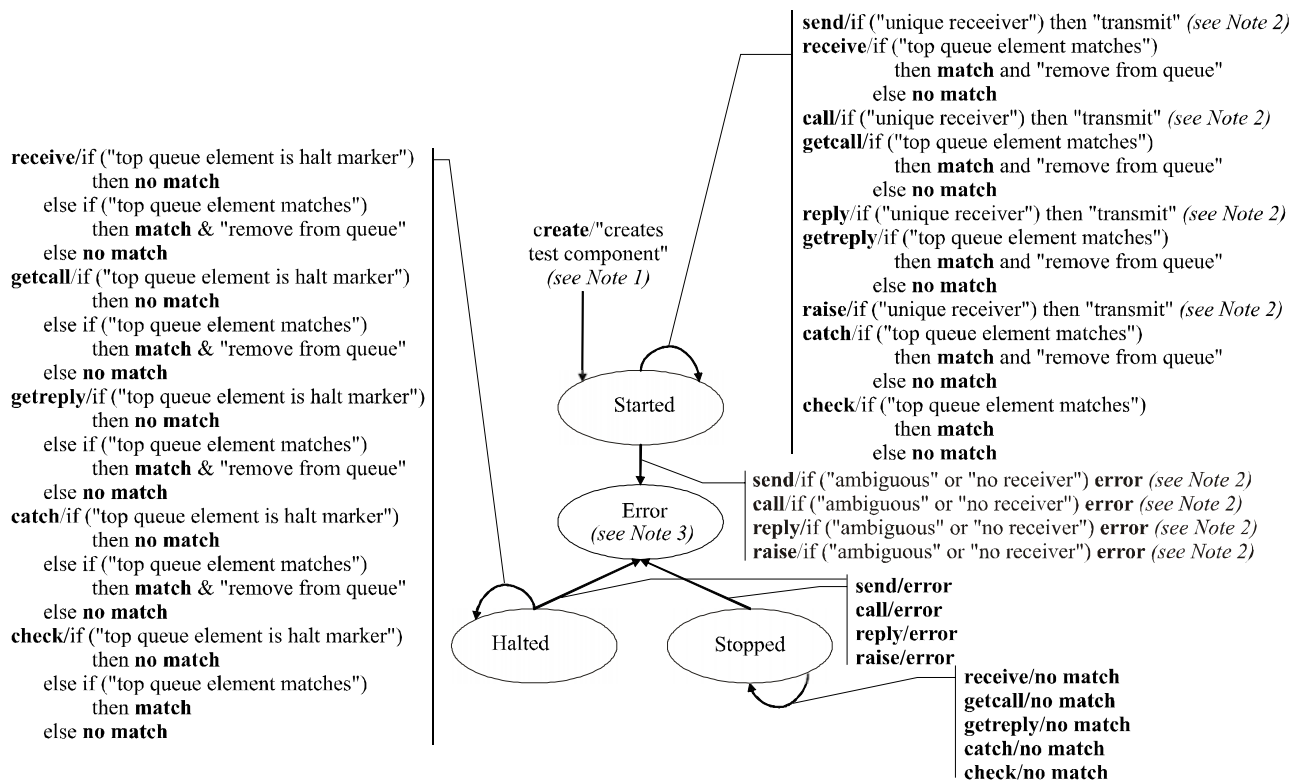 send/if ("unique receeiver") then "transmit" (see Note 2)
receive/if ("top queue element matches")
then match and "remove from queue"
else no match
call/if ("unique receiver") then "transmit" (see Note 2)
getcall/if ("top queue element matches")
then match and "remove from queue"
else no match
reply/if ("unique receiver") then "transmit" (see Note 2)
getreply/if ("top queue element matches")
then match and "remove from queue"
else no match
raise/if ("unique receiver") then "transmit" (see Note 2)
catch/if ("top queue element matches")
then match and "remove from queue"
else no match
check/if ("top queue element matches")
then match
else no match
receive/if ("top queue element is halt marker")
then no match
else if ("top queue element matches")
then match & "remove from queue"
else no match
getcall/if ("top queue element is halt marker")
then no match
else if ("top queue element matches")
then match & "remove from queue"
else no match
getreply/if ("top queue element is halt marker")
then no match
else if ("top queue element matches")
then match & "remove from queue"
else no match
catch/if ("top queue element is halt marker")
then no match
else if ("top queue element matches")
then match & "remove from queue"
else no match
check/if ("top queue element is halt marker")
then no match
else if ("top queue element matches")
then match
else no match
create/"creates
test component"
(see Note 1)
Started
send/if ("ambiguous" or "no receiver") error (see Note 2)
call/if ("ambiguous" or "no receiver") error (see Note 2)
reply/if ("ambiguous" or "no receiver") error (see Note 2)
raise/if ("ambiguous" or "no receiver") error (see Note 2)
Error
(see Note 3)
send/error
call/error
reply/error
raise/error
Halted
Stopped
receive/no match
getcall/no match
getreply/no match
catch/no match
check/no match